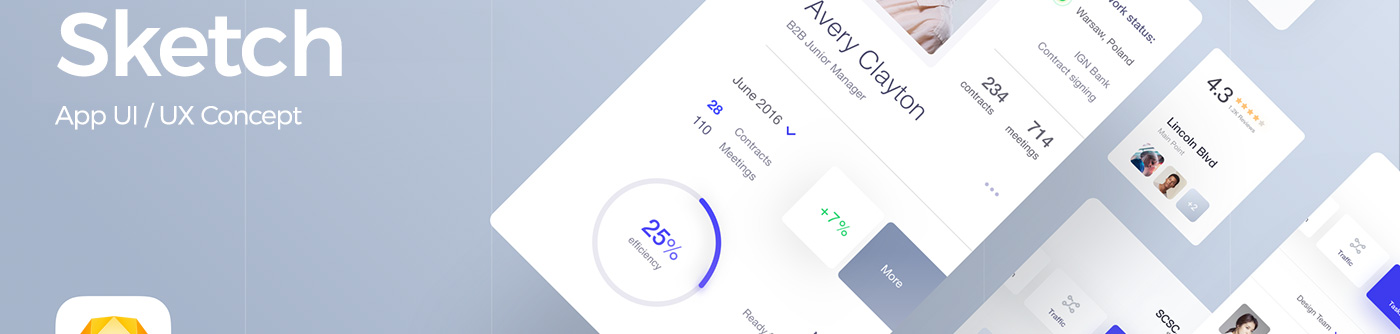 Sketch
App UI / UX Concept
Avery Clayton
B2B Junior Manager
June 2016
28 Contracts
110 Meetings
25%
efficiency
+7%
More
234
contracts
714
meetings
status:
Warsaw, Poland
IGN Bank
Contract signing
4.3
1.2K Reviews
Lincoln Blvd
Main Point
+2
Traffic
SCSC
Traffic
Design Team
Ready